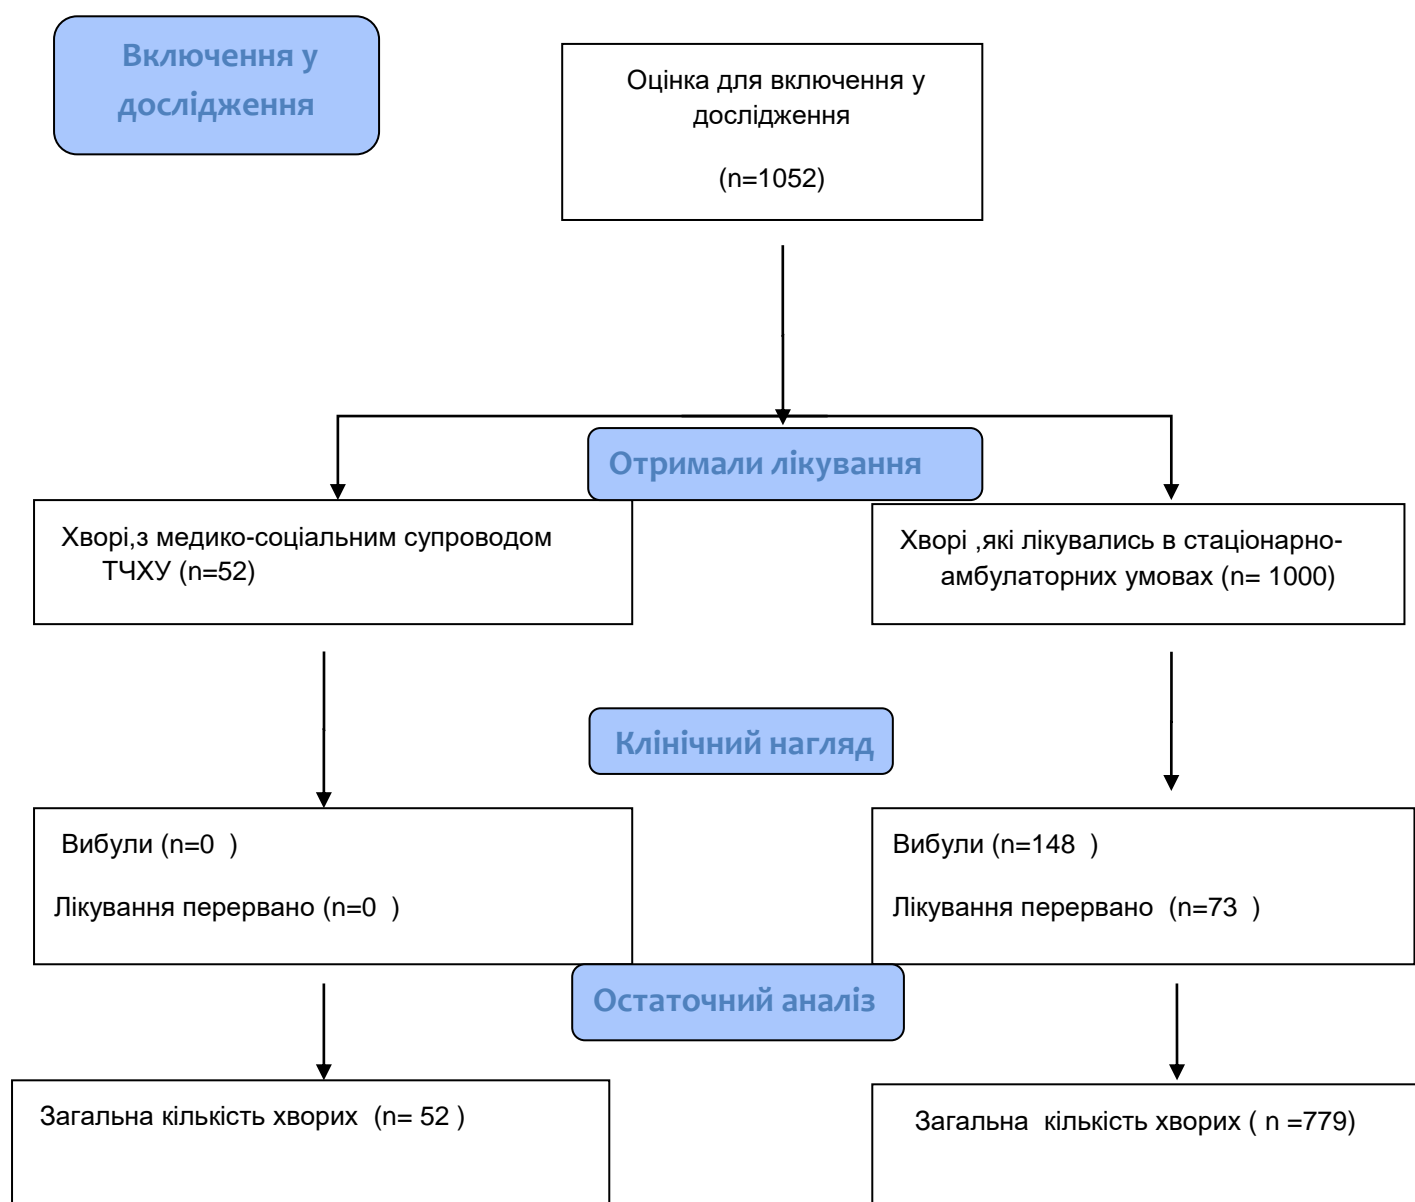 Включення у
дослідження
Оцінка для включення у
дослідження
(n=1052)
Отримали лікування
Хворі,з медико-соціальним супроводом
ТЧХУ (n=52)
Хворі ,які лікувались в стаціонарно-
амбулаторних умовах (n= 1000)
Клінічний нагляд
Вибули (n=0  )
Лікування перервано (n=0  )
Вибули (n=148  )
Лікування перервано  (n=73  )
Остаточний аналіз
Загальна кількість хворих  (n= 52 )
Загальна  кількість хворих ( n =779)